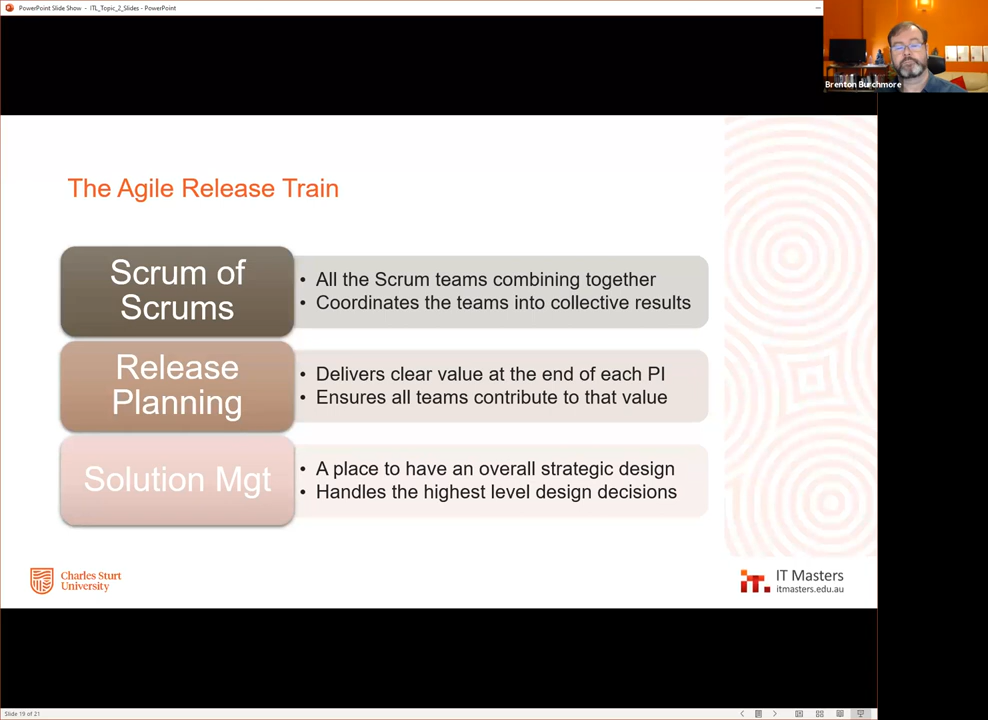 PowerPoint Slide Show - ITL_Topic_2_Slides - PowerPoint
Brenton Burchmore
The Agile Release Train
Scrum of
Scrums
• All the Scrum teams combining together
• Coordinates the teams into collective results
Release
Planning
• Delivers clear value at the end of each PI
• Ensures all teams contribute to that value
Solution Mgt
• A place to have an overall strategic design
• Handles the highest level design decisions
Charles Sturt
University
iT.
IT Masters
itmasters.edu.au
Slide 19 of 21